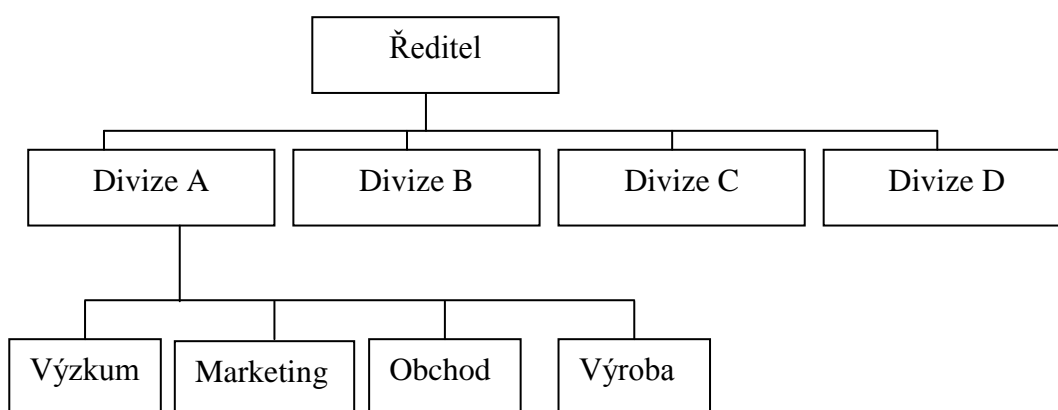 Ředitel
Divize A
Divize B
Divize C
Divize D
Výzkum
Marketing
Obchod
Výroba